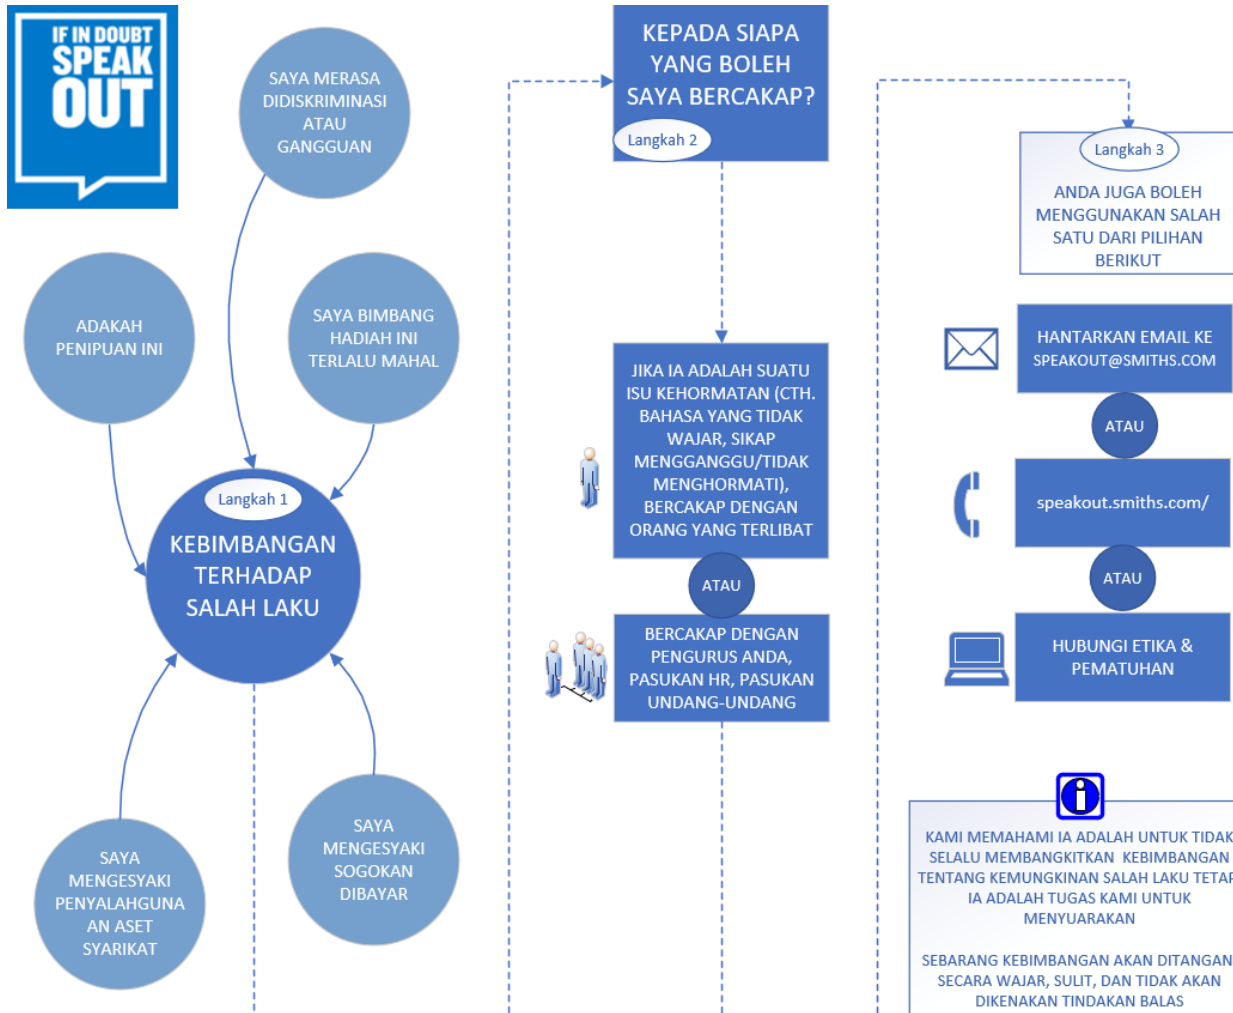 IF IN DOUBT
SPEAK
OUT
SAYA MERASA
DIDISKRIMINASI
ATAU
GANGGUAN
ADAKAH
PENIPUAN INI
SAYA BIMBANG
HADIAH INI
TERLALU MAHAL
Langkah 1
KEBIMBANGAN
TERHADAP
SALAH LAKU
SAYA
MENGESYAKI
PENYALAHGUNA
AN ASET
SYARIKAT
SAYA
MENGESYAKI
SOGOKAN
DIBAYAR
KEPADA SIAPA
YANG BOLEH
SAYA BERCAKAP?
Langkah 2
JIKA IA ADALAH SUATU
ISU KEHORMATAN (CTH.
BAHASA YANG TIDAK
WAJAR, SIKAP
MENGGANGGU/TIDAK
MENGHORMATI),
BERCAKAP DENGAN
ORANG YANG TERLIBAT
ATAU
BERCAKAP DENGAN
PENGURUS ANDA,
PASUKAN HR, PASUKAN
UNDANG-UNDANG
Langkah 3
ANDA JUGA BOLEH
MENGGUNAKAN SALAH
SATU DARI PILIHAN
BERIKUT
HANTARKAN EMAIL KE
SPEAKOUT@SMITHS.COM
ATAU
speakout.smiths.com/
ATAU
HUBUNGI ETIKA &
PEMATUHAN
i
KAMI MEMAHAMI IA ADALAH UNTUK TIDAK
SELALU MEMBANGKITKAN KEBIMBANGAN
TENTANG KEMUNGKINAN SALAH LAKU TETAP
IA ADALAH TUGAS KAMI UNTUK
MENYUARAKAN
SEBARANG KEBIMBANGAN AKAN DITANGAN
SECARA WAJAR, SULIT, DAN TIDAK AKAN
DIKENAKAN TINDAKAN BALAS